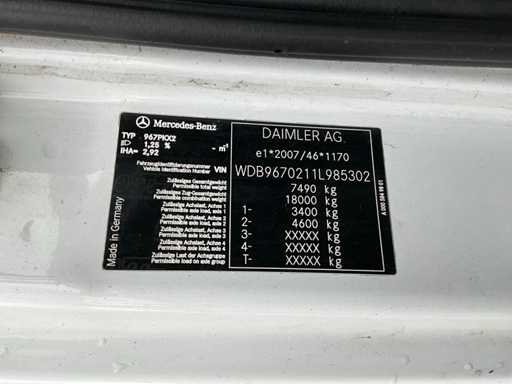 Mercedes-Benz
DAIMLER AG
TYP 967PIXX2
1,25 % - m⁻¹
IHA= 2,92
e1*2007/46*1170
Fahrzeugidentifizierungsnummer
Vehicle Identification Number VIN
WDB9670211L985302
Zulässiges Gesamtgewicht
Permissible total weight
7490 kg
Zulässiges Zug-Gesamtgewicht
Permissible combination weight
18000 kg
Zulässige Achslast, Achse 1
Permissible axle load, axle 1
1- 3400 kg
Zulässige Achslast, Achse 2
Permissible axle load, axle 2
2- 4600 kg
Zulässige Achslast, Achse 3
Permissible axle load, axle 3
3- XXXXX kg
Zulässige Achslast, Achse 4
Permissible axle load, axle 4
4- XXXXX kg
Zulässige Last der Achsgruppe
Permissible load on axle group
T- XXXXX kg
Made in Germany